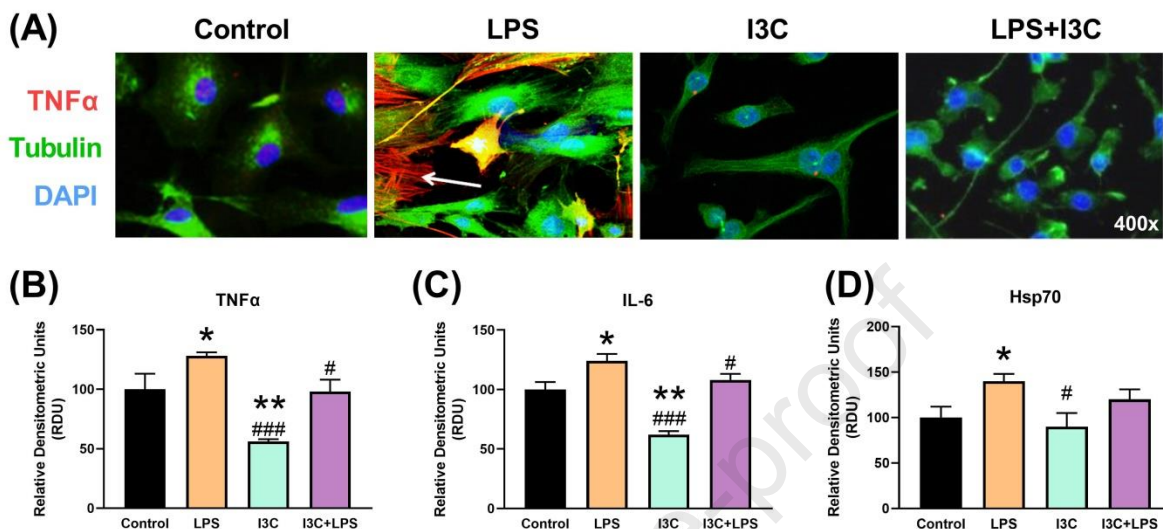 (A)
Control
LPS
I3C
LPS+I3C
TNFα
Tubulin
DAPI
400x
(B)
TNFα
Relative Densitometric Units
(RDU)
150
100
50
0
*
**
###
#
Control
LPS
I3C
I3C+LPS
(C)
IL-6
Relative Densitometric Units
(RDU)
150
100
50
0
*
**
###
#
Control
LPS
I3C
I3C+LPS
(D)
Hsp70
Relative Densitometric Units
(RDU)
200
150
100
50
0
*
#
Control
LPS
I3C
I3C+LPS
e-proof